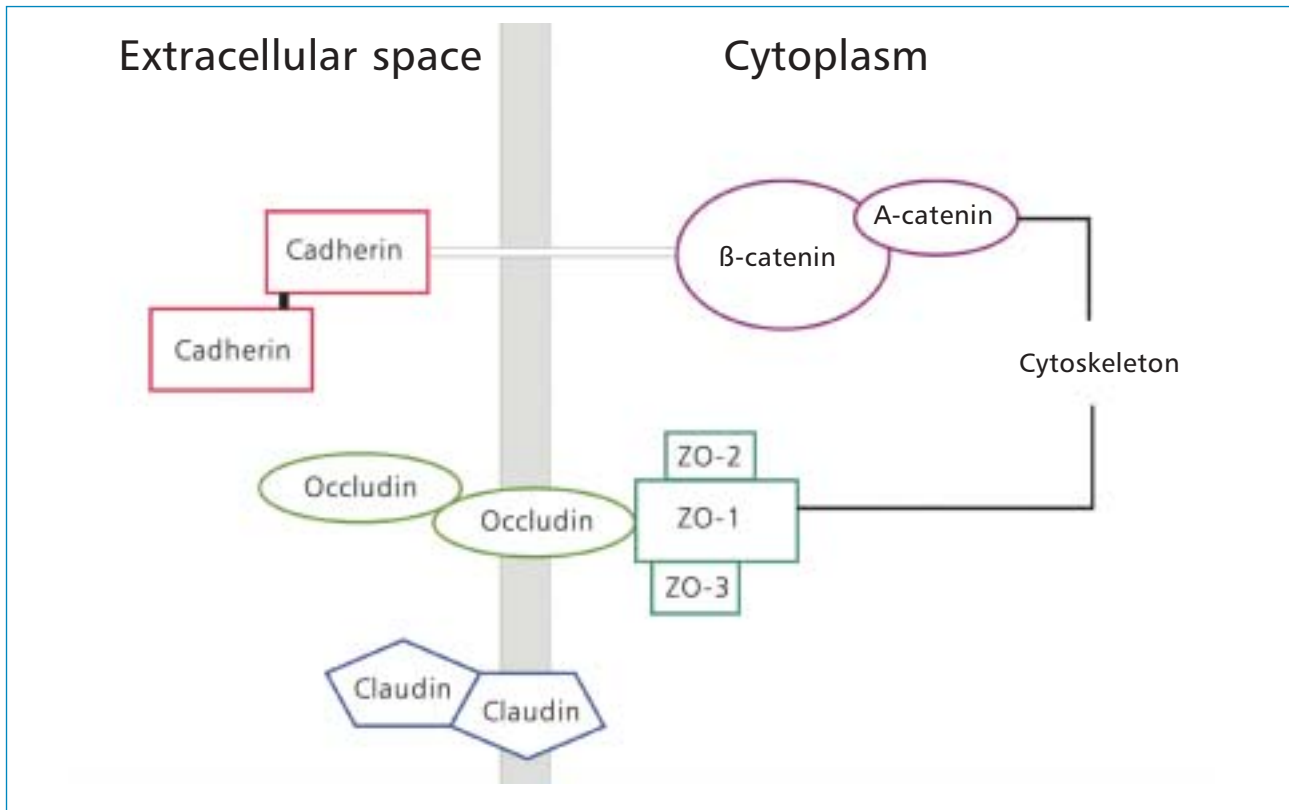 Extracellular space
Cytoplasm
A-catenin
Cadherin
ß-catenin
Cadherin
Cytoskeleton
ZO-2
Occludin
Occludin
ZO-1
ZO-3
Claudin
Claudin